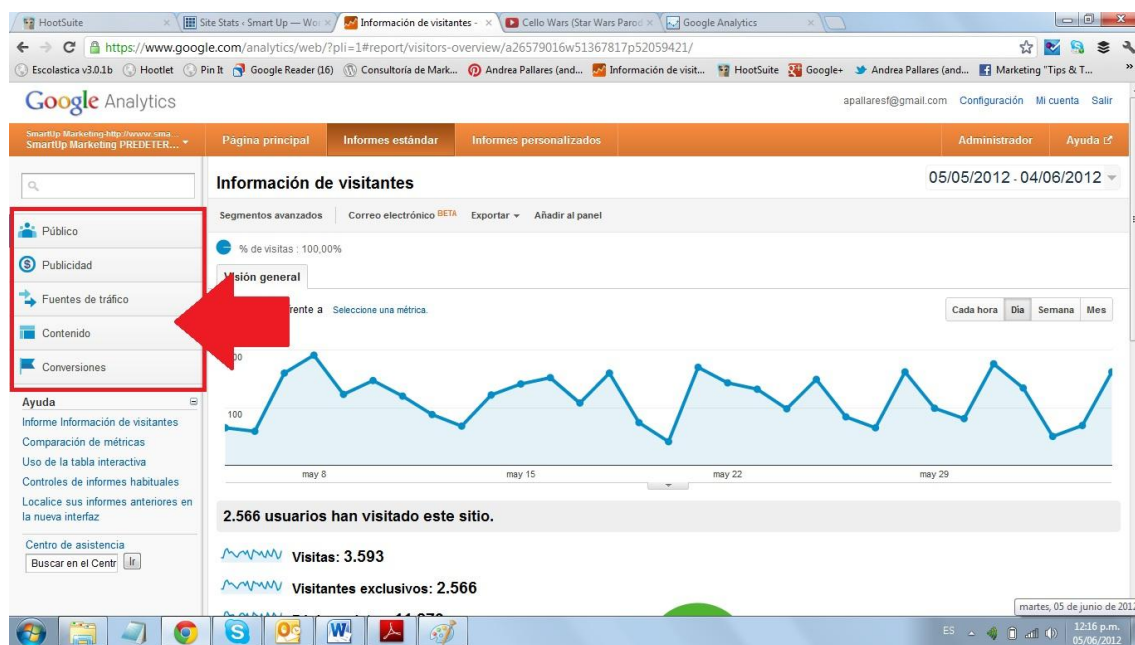 HootSuite
Site Stats ‹ Smart Up — Wo
Información de visitantes -
Cello Wars (Star Wars Parod
Google Analytics
https://www.google.com/analytics/web/?pli=1#report/visitors-overview/a26579016w51367817p52059421/
Escolastica v3.0.1b Hootlet Pin It Google Reader (16) Consultoría de Mark... Andrea Pallares (and... Información de visit... HootSuite Google+ Andrea Pallares (and... Marketing "Tips & T... »
Google Analytics
apallaresf@gmail.com Configuración Mi cuenta Salir
SmartUp Marketing-http://www.sma...
SmartUp Marketing PREDETER...
Página principal Informes estándar Informes personalizados Administrador Ayuda
Información de visitantes
05/05/2012 - 04/06/2012
Segmentos avanzados Correo electrónico BETA Exportar Añadir al panel
% de visitas : 100,00%
Visión general
Público
Publicidad
Fuentes de tráfico
Contenido
Conversiones
Ayuda
Informe Información de visitantes
Comparación de métricas
Uso de la tabla interactiva
Controles de informes habituales
Localice sus informes anteriores en
la nueva interfaz
Centro de asistencia
Buscar en el Centr Ir
frente a Seleccione una métrica.
Cada hora Día Semana Mes
100
may 8 may 15 may 22 may 29
2.566 usuarios han visitado este sitio.
Visitas: 3.593
Visitantes exclusivos: 2.566
martes, 05 de junio de 2012
ES
12:16 p.m.
05/06/2012